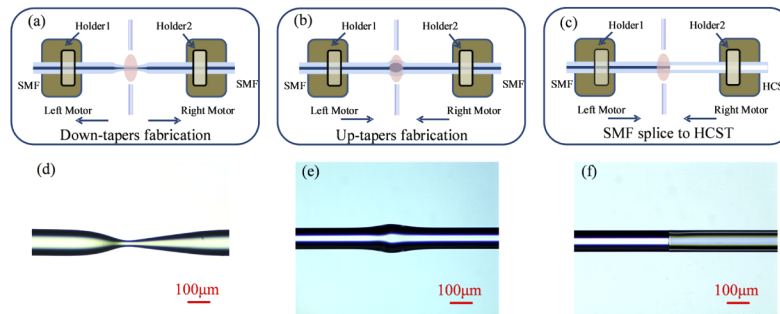 (a)
Holder1
Holder2
SMF
SMF
Left Motor
Right Motor
Down-tapers fabrication
(b)
Holder1
Holder2
SMF
SMF
Left Motor
Right Motor
Up-tapers fabrication
(c)
Holder1
Holder2
SMF
HCS
Left Motor
Right Motor
SMF splice to HCST
(d)
100μm
(e)
100μm
(f)
100μm